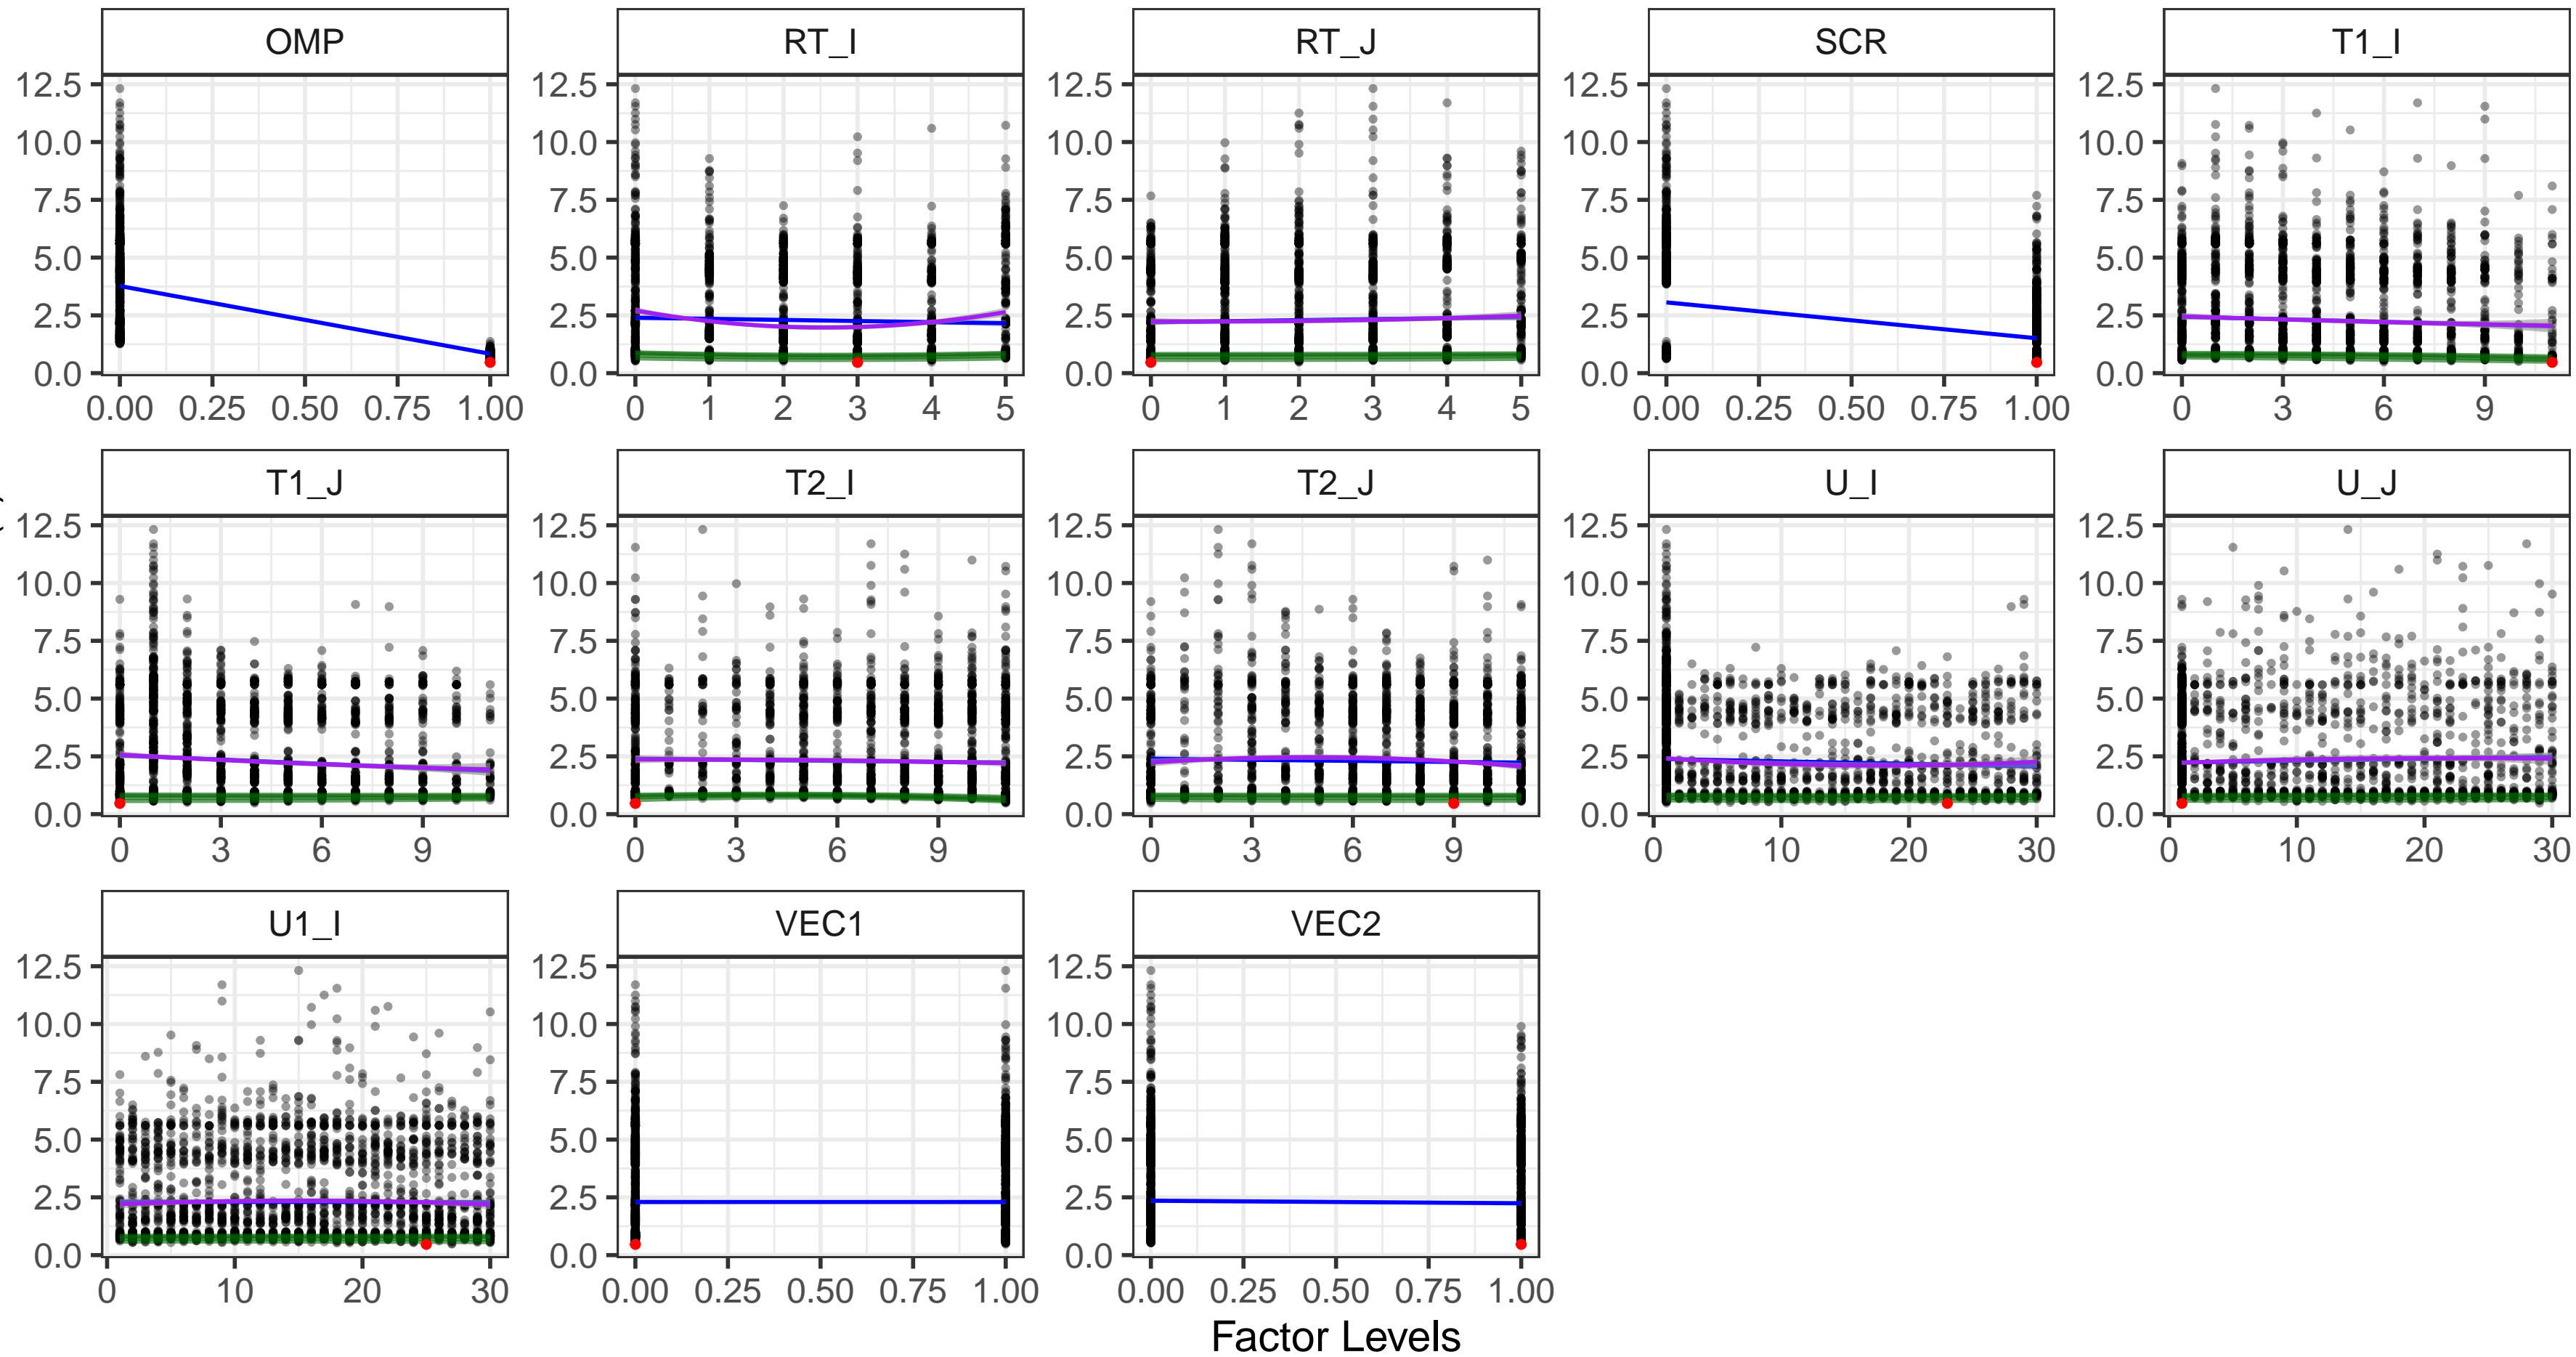 OMP RT_I RT_J SCR T1_I
12.5 12.5 12.5 12.5 12.5
10.0 10.0 10.0 10.0 10.0
7.5 7.5 7.5 7.5 7.5
5.0 5.0 5.0 5.0 5.0
2.5 2.5 2.5 2.5 2.5
0.0 0.0 0.0 0.0 0.0
0.00 0.25 0.50 0.75 1.00 0 1 2 3 4 5 0 1 2 3 4 5 0.00 0.25 0.50 0.75 1.00 0 3 6 9
T1_J T2_I T2_J U_I U_J
12.5 12.5 12.5 12.5 12.5
10.0 10.0 10.0 10.0 10.0
7.5 7.5 7.5 7.5 7.5
5.0 5.0 5.0 5.0 5.0
2.5 2.5 2.5 2.5 2.5
0.0 0.0 0.0 0.0 0.0
0 3 6 9 0 3 6 9 0 3 6 9 0 10 20 30 0 10 20 30
U1_I VEC1 VEC2
12.5 12.5 12.5
10.0 10.0 10.0
7.5 7.5 7.5
5.0 5.0 5.0
2.5 2.5 2.5
0.0 0.0 0.0
0 10 20 30 0.00 0.25 0.50 0.75 1.00 0.00 0.25 0.50 0.75 1.00
Factor Levels